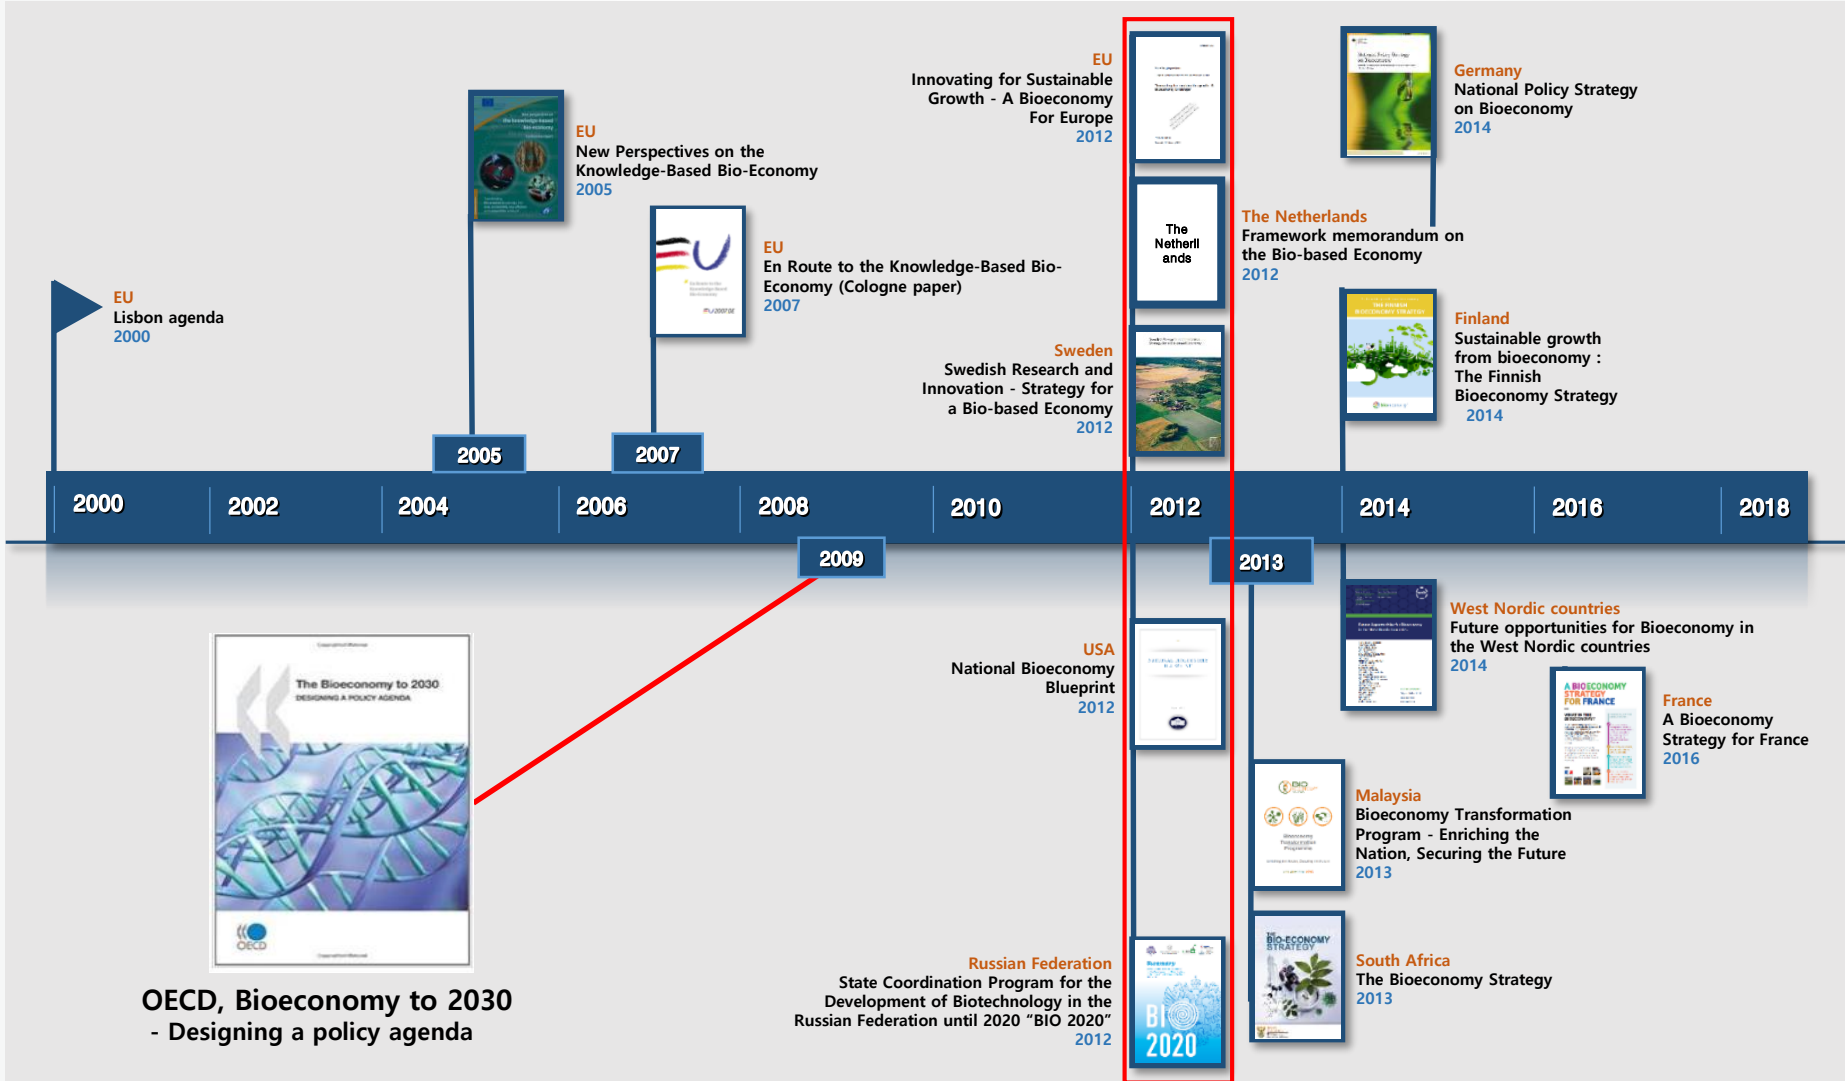 EU
Innovating for Sustainable
Growth - A Bioeconomy
For Europe
2012
Germany
National Policy Strategy
on Bioeconomy
2014
EU
New Perspectives on the
Knowledge-Based Bio-Economy
2005
The
Netherll
ands
The Netherlands
Framework memorandum on
the Bio-based Economy
2012
EU
En Route to the Knowledge-Based Bio-
Economy (Cologne paper)
2007
EU
Lisbon agenda
2000
Sweden
Swedish Research and
Innovation - Strategy for
a Bio-based Economy
2012
THE FINNISH
BIOECONOMY STRATEGY
Finland
Sustainable growth
from bioeconomy :
The Finnish
Bioeconomy Strategy
2014
2005
2007
2000
2002
2004
2006
2008
2010
2012
2014
2016
2018
2009
2013
The Bioeconomy to 2030
DESIGNING A POLICY AGENDA
OECD
OECD, Bioeconomy to 2030
- Designing a policy agenda
USA
National Bioeconomy
Blueprint
2012
West Nordic countries
Future opportunities for Bioeconomy in
the West Nordic countries
2014
A BIOECONOMY
STRATEGY
FOR FRANCE
France
A Bioeconomy
Strategy for France
2016
BIO
Bioeconomy
Transformation
Programme
Malaysia
Bioeconomy Transformation
Program - Enriching the
Nation, Securing the Future
2013
Russian Federation
State Coordination Program for the
Development of Biotechnology in the
Russian Federation until 2020 “BIO 2020”
2012
BIO
2020
THE
BIO-ECONOMY
STRATEGY
South Africa
The Bioeconomy Strategy
2013